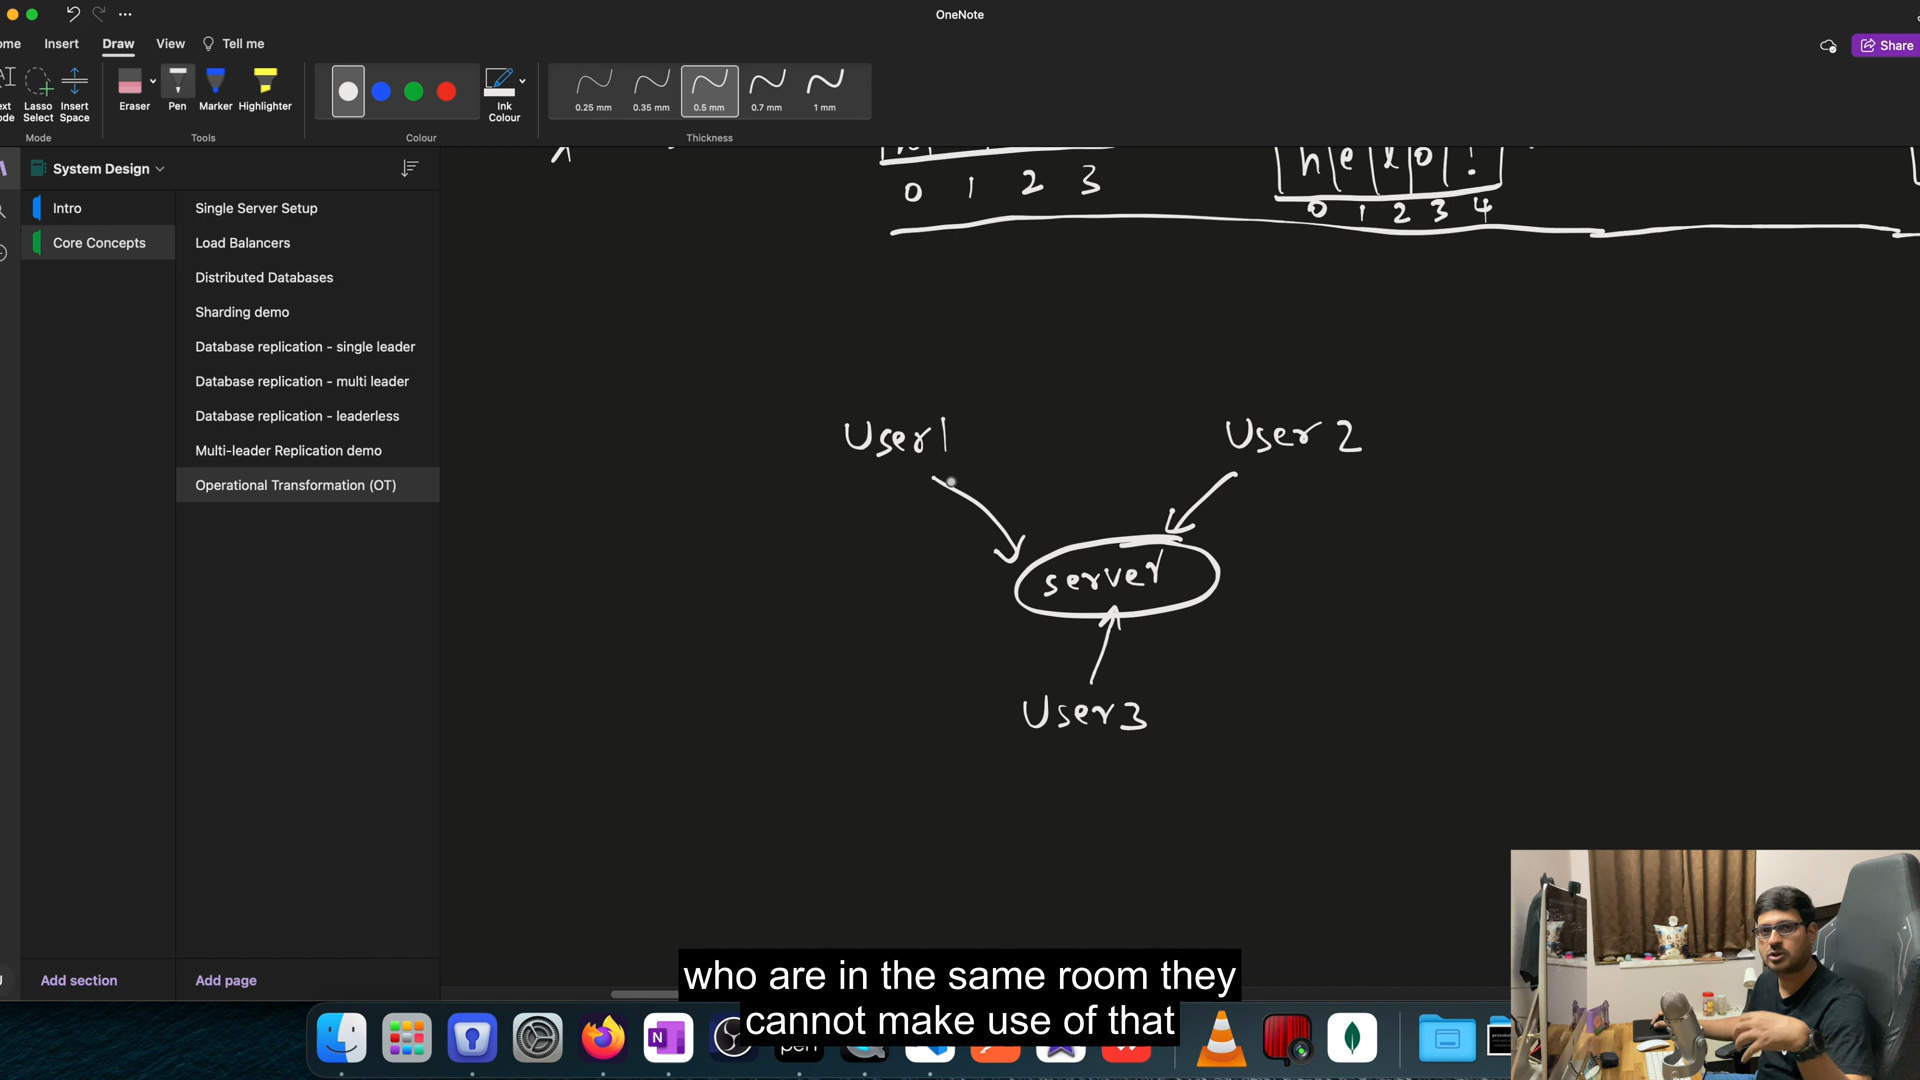 OneNote
ome Insert Draw View Tell me
Share
Lasso Select
Insert Space
Eraser Pen Marker Highlighter
Ink Colour
0.25 mm 0.35 mm 0.5 mm 0.7 mm 1 mm
Mode Tools Colour Thickness
System Design
Intro
Core Concepts
Single Server Setup
Load Balancers
Distributed Databases
Sharding demo
Database replication - single leader
Database replication - multi leader
Database replication - leaderless
Multi-leader Replication demo
Operational Transformation (OT)
0 1 2 3
h e l o !
0 1 2 3 4
User1
User 2
server
User3
Add section
Add page
who are in the same room they
cannot make use of that